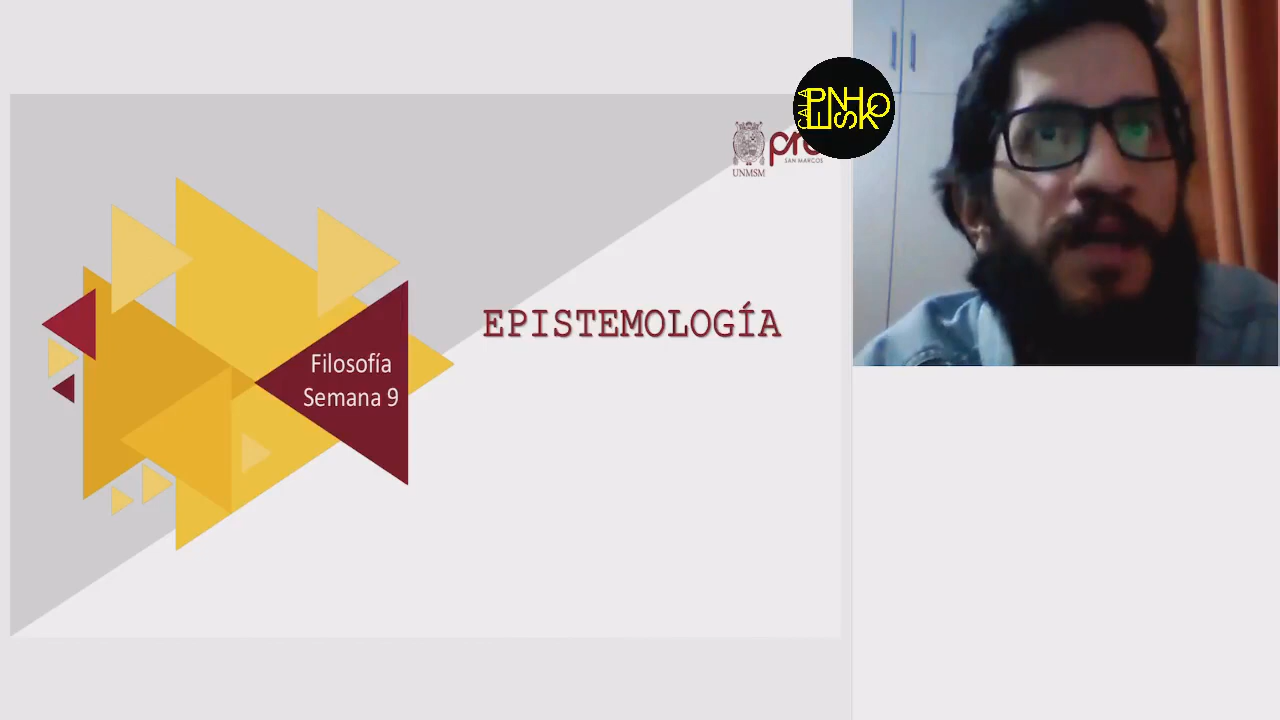 Filosofía
Semana 9
EPISTEMOLOGÍA
UNMSM
SAN MARCOS